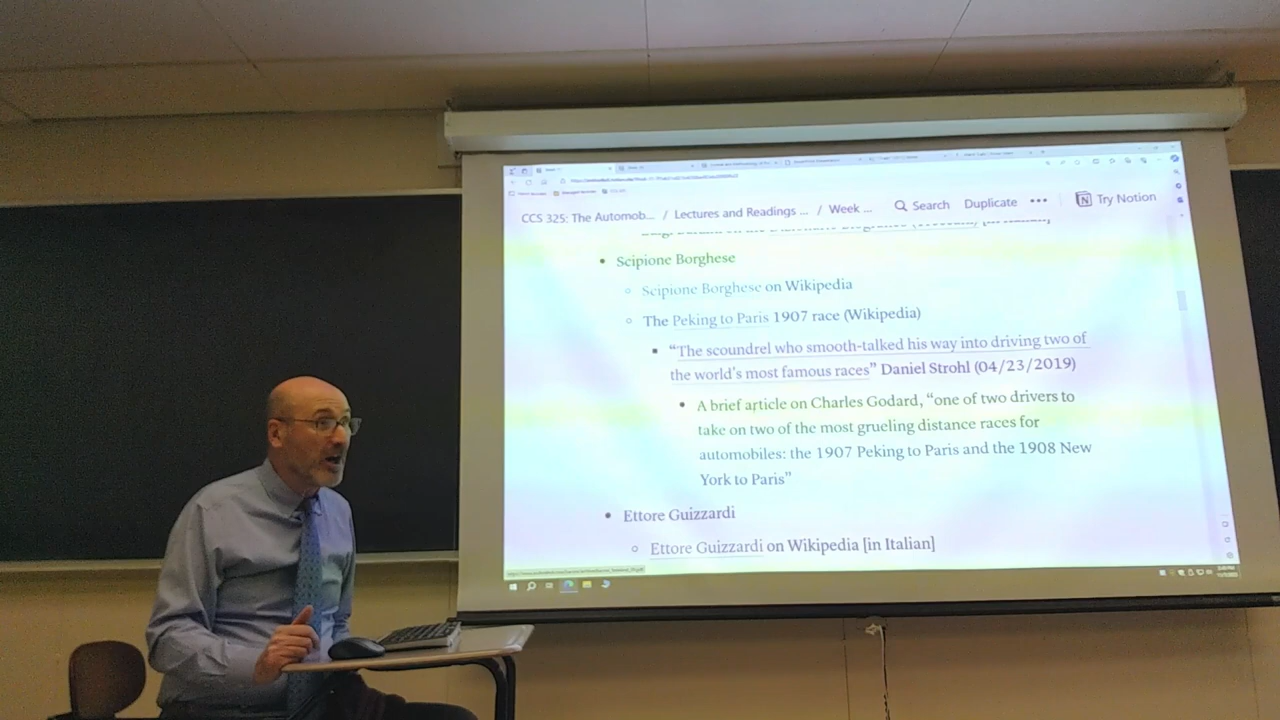 CCS 325: The Automob... / Lectures and Readings ... / Week ... Search Duplicate ••• Try Notion
• Scipione Borghese
◦ Scipione Borghese on Wikipedia
◦ The Peking to Paris 1907 race (Wikipedia)
▪ “The scoundrel who smooth-talked his way into driving two of
the world's most famous races” Daniel Strohl (04/23/2019)
• A brief article on Charles Godard, “one of two drivers to
take on two of the most grueling distance races for
automobiles: the 1907 Peking to Paris and the 1908 New
York to Paris”
• Ettore Guizzardi
◦ Ettore Guizzardi on Wikipedia [in Italian]